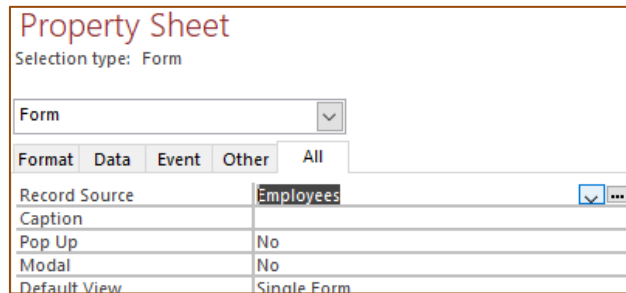 Property Sheet
Selection type: Form
Form
Format Data Event Other All
Record Source Employees ...
Caption
Pop Up No
Modal No
Default View Single Form